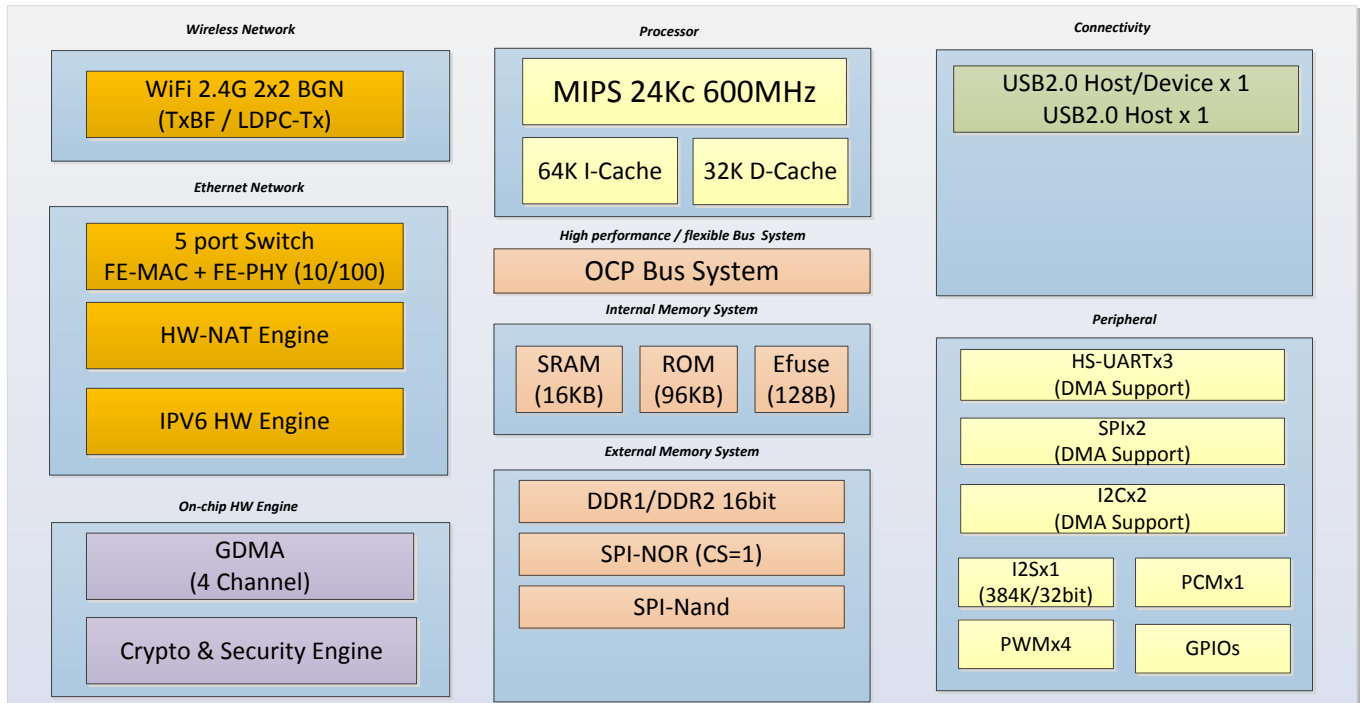 Wireless Network
WiFi 2.4G 2x2 BGN
(TxBF / LDPC-Tx)
Ethernet Network
5 port Switch
FE-MAC + FE-PHY (10/100)
HW-NAT Engine
IPV6 HW Engine
On-chip HW Engine
GDMA
(4 Channel)
Crypto & Security Engine
Processor
MIPS 24Kc 600MHz
64K I-Cache
32K D-Cache
High performance / flexible Bus System
OCP Bus System
Internal Memory System
SRAM
(16KB)
ROM
(96KB)
Efuse
(128B)
External Memory System
DDR1/DDR2 16bit
SPI-NOR (CS=1)
SPI-Nand
Connectivity
USB2.0 Host/Device x 1
USB2.0 Host x 1
Peripheral
HS-UARTx3
(DMA Support)
SPIx2
(DMA Support)
I2Cx2
(DMA Support)
I2Sx1
(384K/32bit)
PCMx1
PWMx4
GPIOs